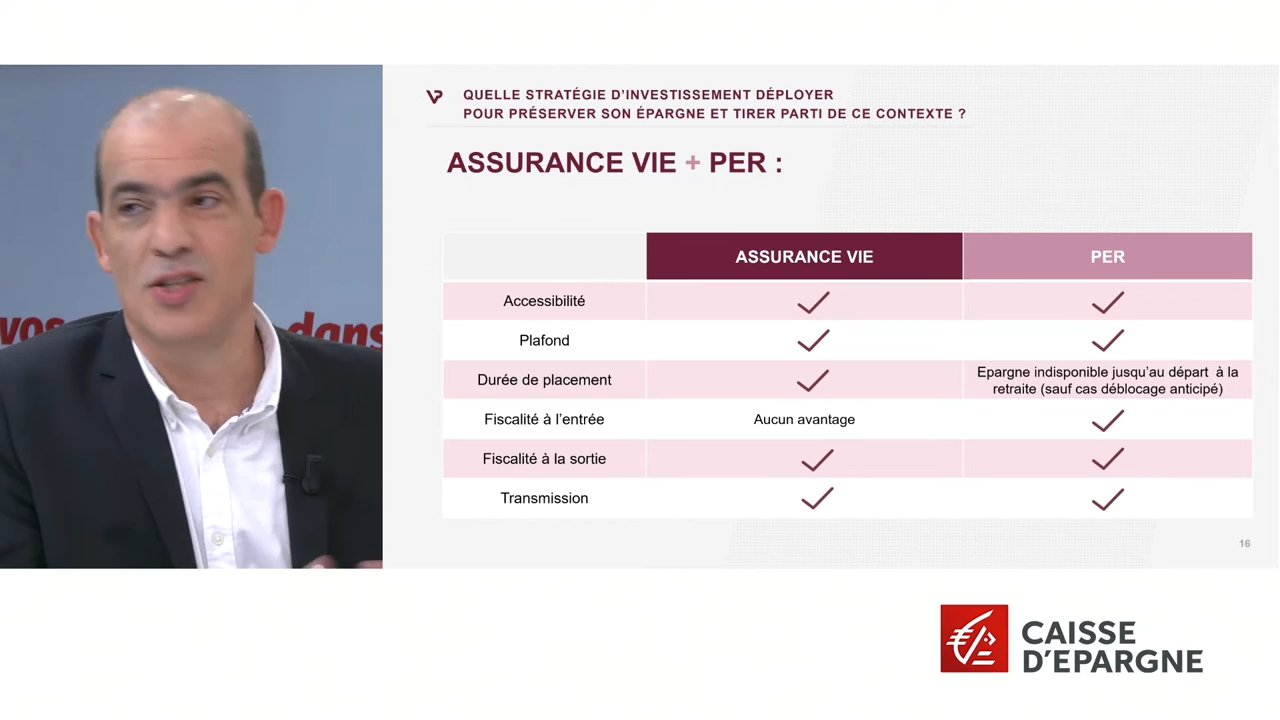 vos
dans
QUELLE STRATÉGIE D'INVESTISSEMENT DÉPLOYER
POUR PRÉSERVER SON ÉPARGNE ET TIRER PARTI DE CE CONTEXTE ?
ASSURANCE VIE + PER :
ASSURANCE VIE
PER
Accessibilité
Plafond
Durée de placement
Epargne indisponible jusqu'au départ à la
retraite (sauf cas déblocage anticipé)
Fiscalité à l'entrée
Aucun avantage
Fiscalité à la sortie
Transmission
16
CAISSE
D'EPARGNE